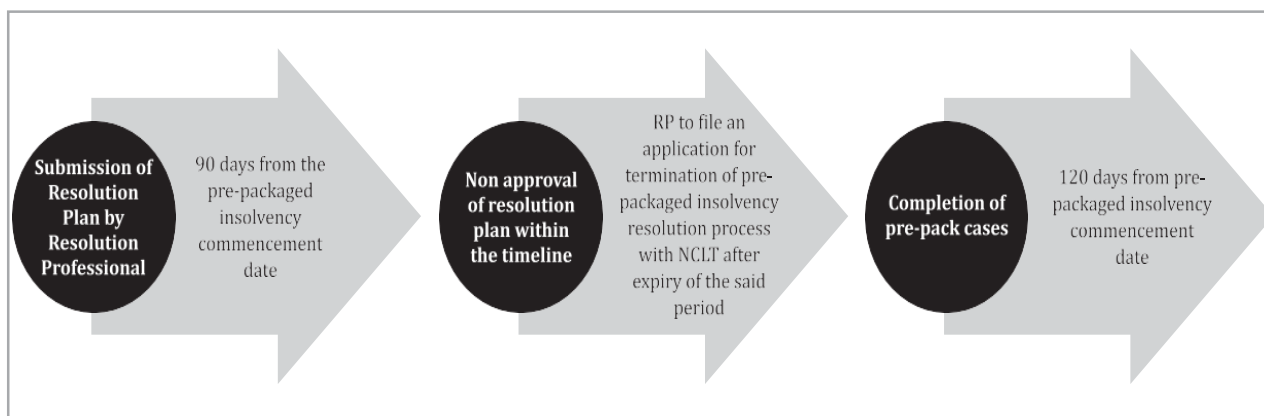 Submission of
Resolution
Plan by
Resolution
Professional
90 days from the
pre-packaged
insolvency
commencement
date
Non approval
of resolution
plan within
the timeline
RP to file an
application for
termination of pre-
packaged insolvency
resolution process
with NCLT after
expiry of the said
period
Completion of
pre-pack cases
120 days from pre-
packaged insolvency
commencement
date